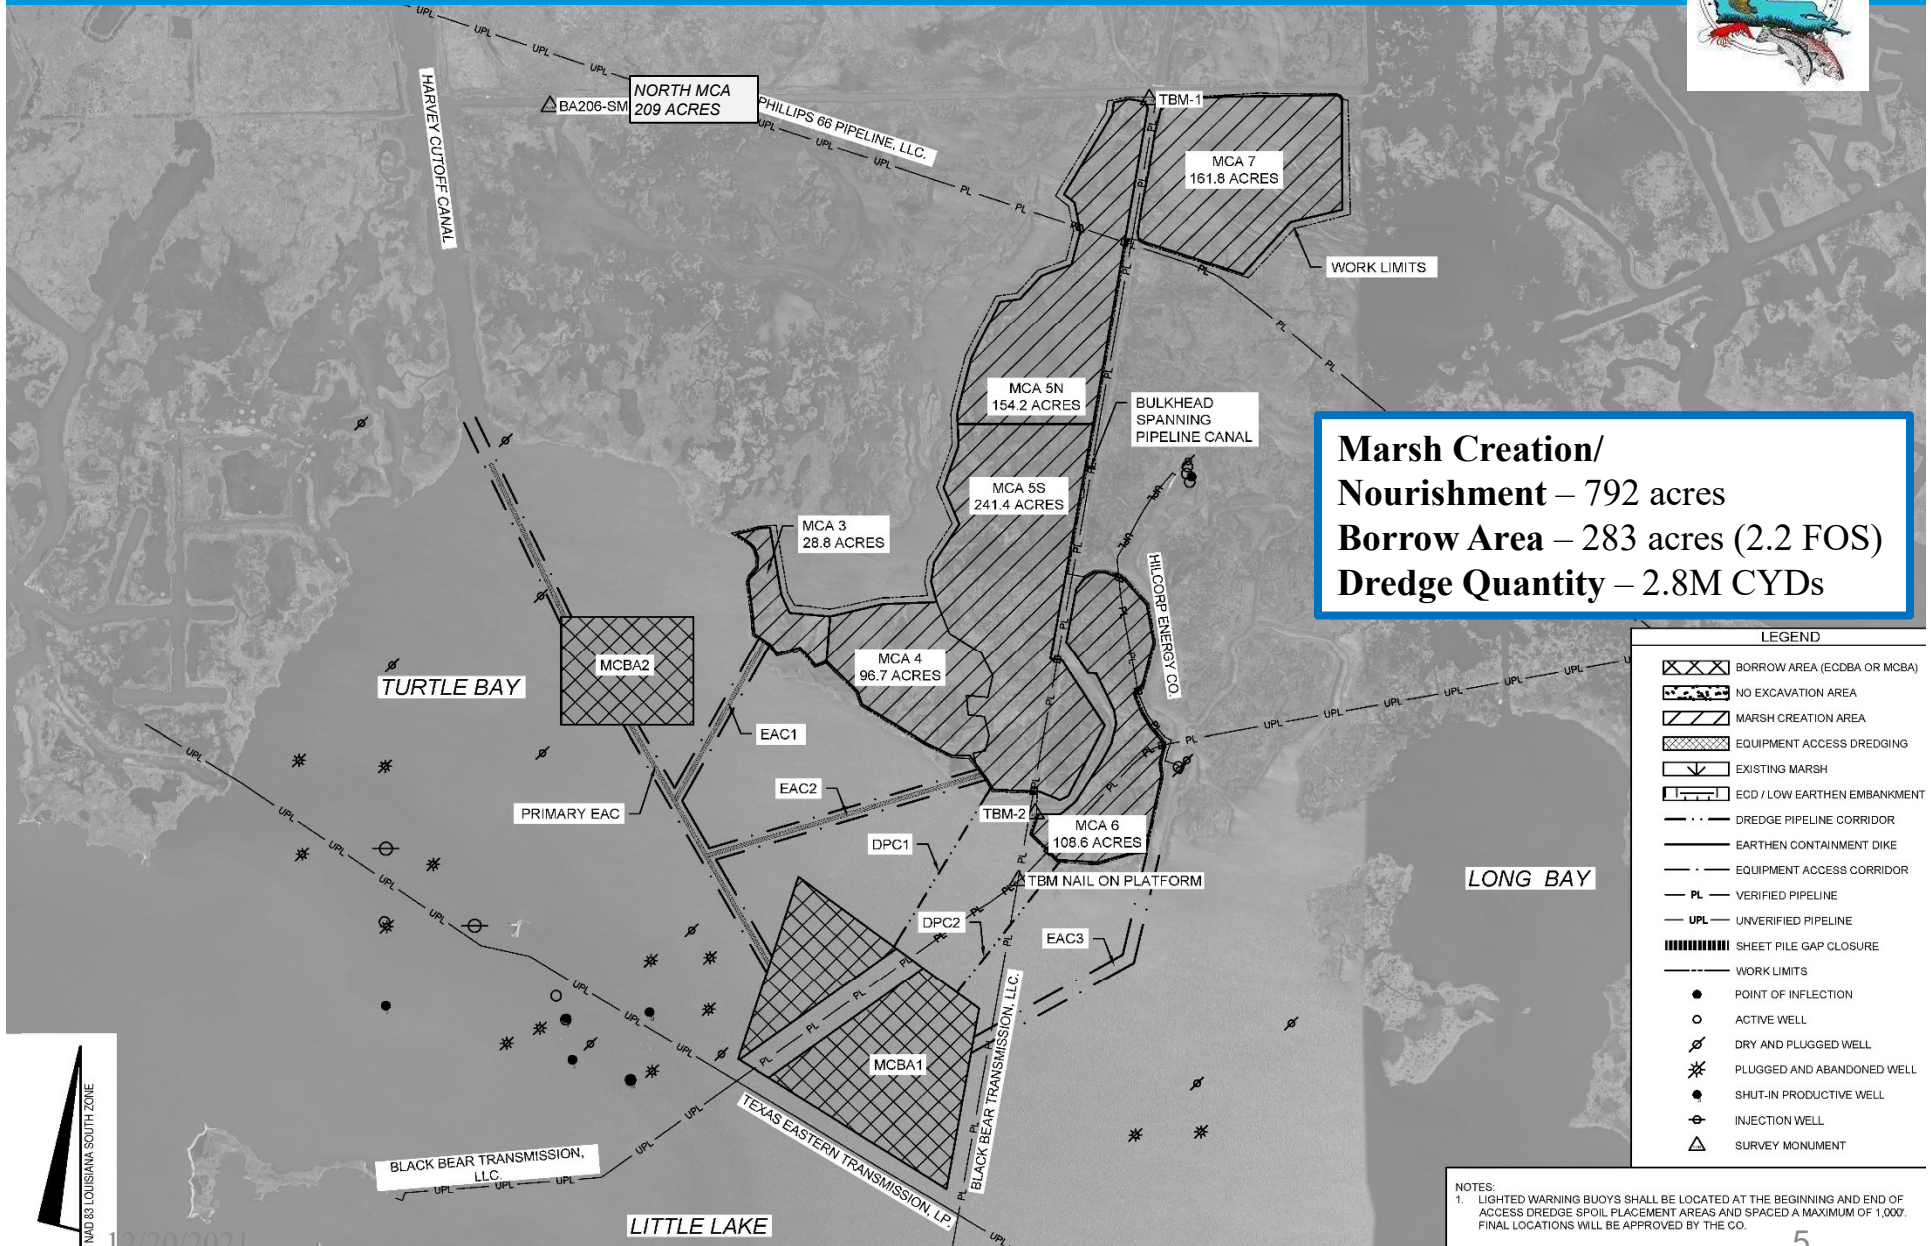 NORTH MCA
209 ACRES
BA206-SM
PHILLIPS 66 PIPELINE, LLC.
HARVEY CUTOFF CANAL
TBM-1
MCA 7
161.8 ACRES
WORK LIMITS
MCA 5N
154.2 ACRES
BULKHEAD
SPANNING
PIPELINE CANAL
MCA 5S
241.4 ACRES
MCA 3
28.8 ACRES
HILCORP ENERGY CO.
MCA 4
96.7 ACRES
MCBA2
TURTLE BAY
EAC1
EAC2
PRIMARY EAC
TBM-2
MCA 6
108.6 ACRES
DPC1
TBM NAIL ON PLATFORM
DPC2
EAC3
LONG BAY
MCBA1
BLACK BEAR TRANSMISSION, LLC.
TEXAS EASTERN TRANSMISSION, LP.
BLACK BEAR TRANSMISSION,
LLC.
LITTLE LAKE
NAD 83 LOUISIANA SOUTH ZONE
12/20/2021
Marsh Creation/
Nourishment – 792 acres
Borrow Area – 283 acres (2.2 FOS)
Dredge Quantity – 2.8M CYDs
LEGEND
BORROW AREA (ECDBA OR MCBA)
NO EXCAVATION AREA
MARSH CREATION AREA
EQUIPMENT ACCESS DREDGING
EXISTING MARSH
ECD / LOW EARTHEN EMBANKMENT
DREDGE PIPELINE CORRIDOR
EARTHEN CONTAINMENT DIKE
EQUIPMENT ACCESS CORRIDOR
PL VERIFIED PIPELINE
UPL UNVERIFIED PIPELINE
SHEET PILE GAP CLOSURE
WORK LIMITS
POINT OF INFLECTION
ACTIVE WELL
DRY AND PLUGGED WELL
PLUGGED AND ABANDONED WELL
SHUT-IN PRODUCTIVE WELL
INJECTION WELL
SURVEY MONUMENT
NOTES:
1. LIGHTED WARNING BUOYS SHALL BE LOCATED AT THE BEGINNING AND END OF
ACCESS DREDGE SPOIL PLACEMENT AREAS AND SPACED A MAXIMUM OF 1,000'.
FINAL LOCATIONS WILL BE APPROVED BY THE CO.
5